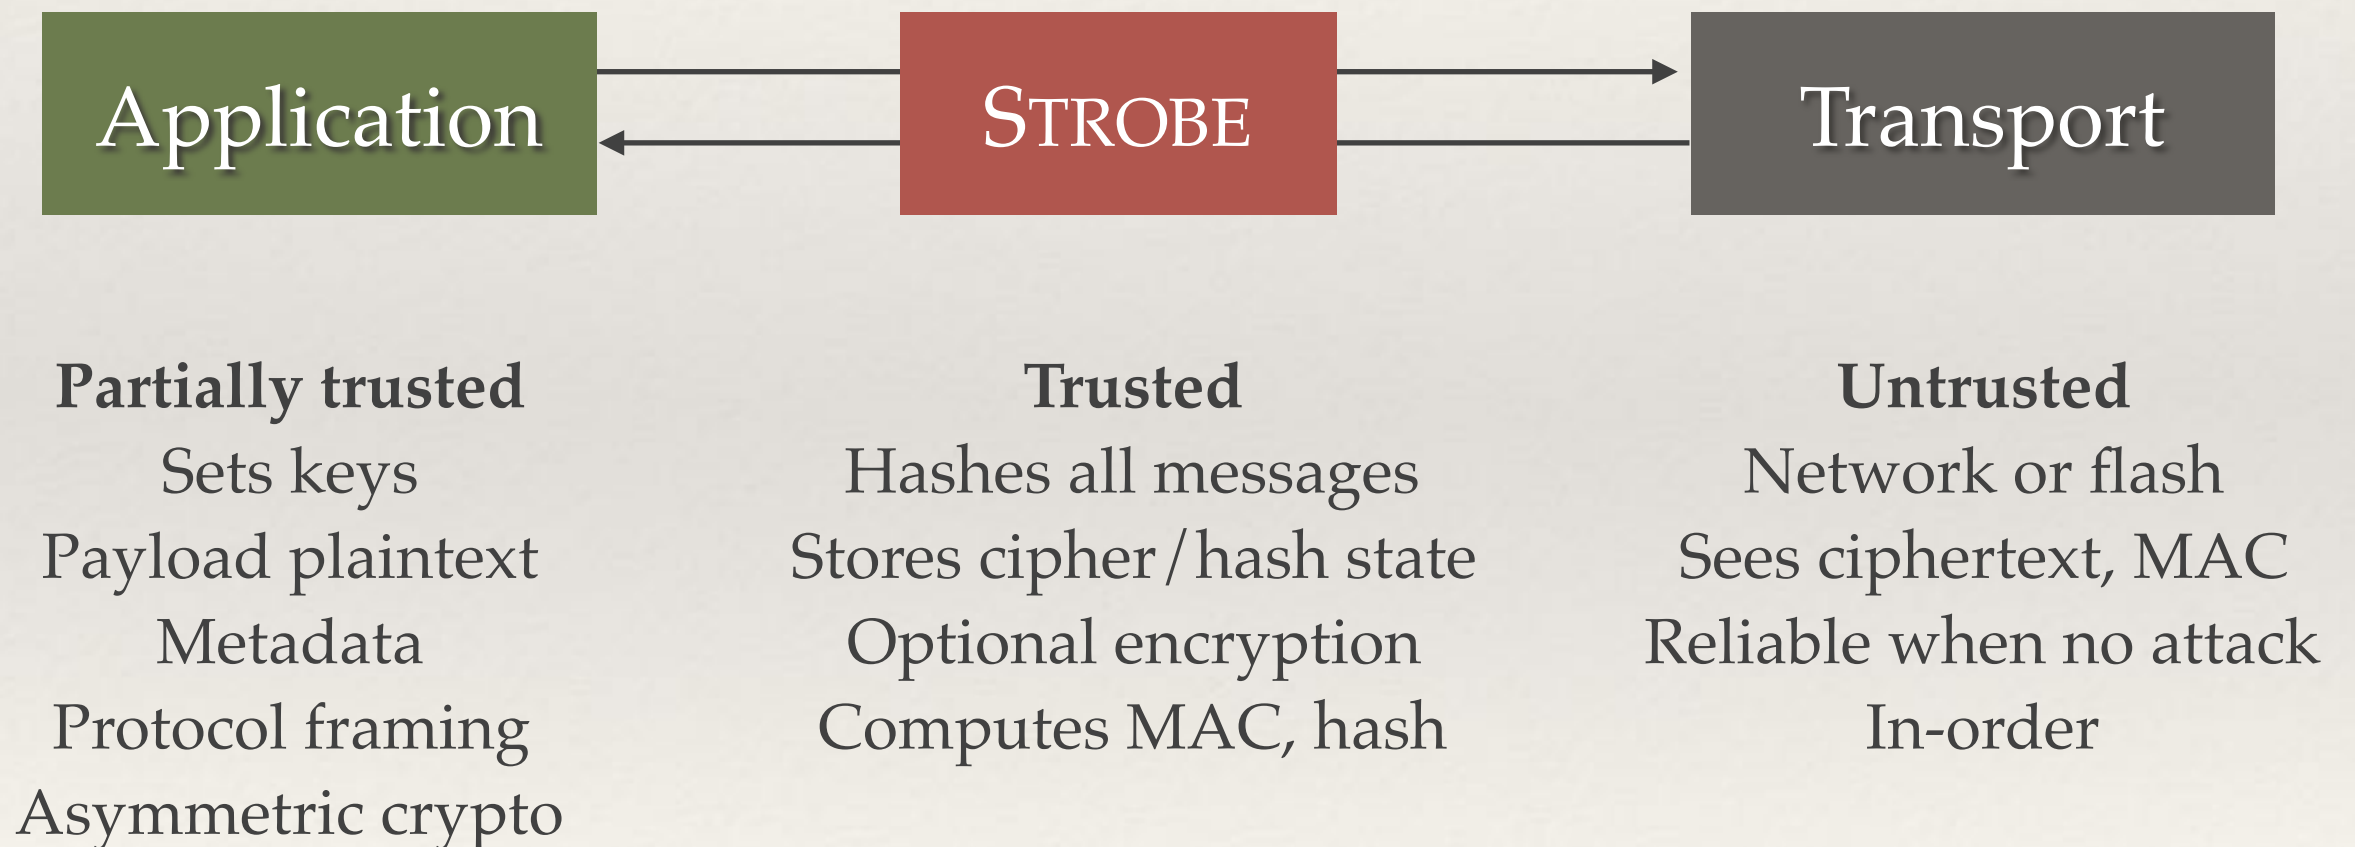 Application
STROBE
Transport
Partially trusted
Sets keys
Payload plaintext
Metadata
Protocol framing
Asymmetric crypto
Trusted
Hashes all messages
Stores cipher/hash state
Optional encryption
Computes MAC, hash
Untrusted
Network or flash
Sees ciphertext, MAC
Reliable when no attack
In-order